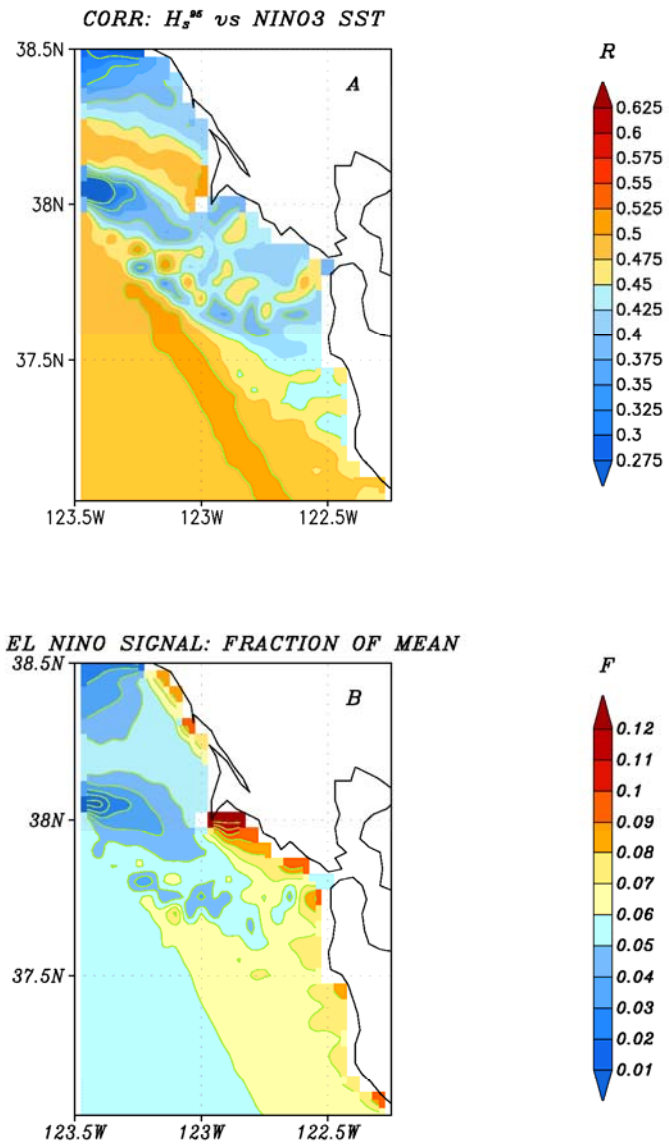 CORR: Hs⁹⁵ vs NINO3 SST
38.5N
A
R
0.625
0.6
0.575
0.55
0.525
38N
0.5
0.475
0.45
0.425
0.4
0.375
37.5N
0.35
0.325
0.3
0.275
123.5W 123W 122.5W
EL NINO SIGNAL: FRACTION OF MEAN
38.5N
B
F
0.12
0.11
0.1
38N
0.09
0.08
0.07
0.06
0.05
37.5N
0.04
0.03
0.02
0.01
123.5W 123W 122.5W